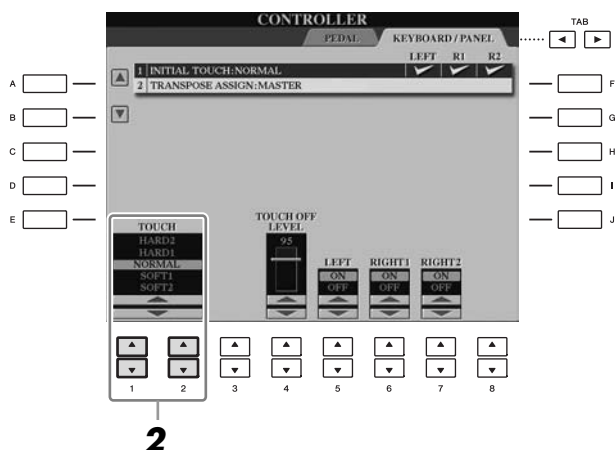 CONTROLLER
TAB
PEDAL KEYBOARD / PANEL
LEFT R1 R2
1 INITIAL TOUCH:NORMAL
2 TRANSPOSE ASSIGN:MASTER
A
B
C
D
E
F
G
H
I
J
TOUCH
HARD2
HARD1
NORMAL
SOFT1
SOFT2
TOUCH OFF
LEVEL
95
LEFT RIGHT1 RIGHT2
ON ON ON
OFF OFF OFF
1 2 3 4 5 6 7 8
2